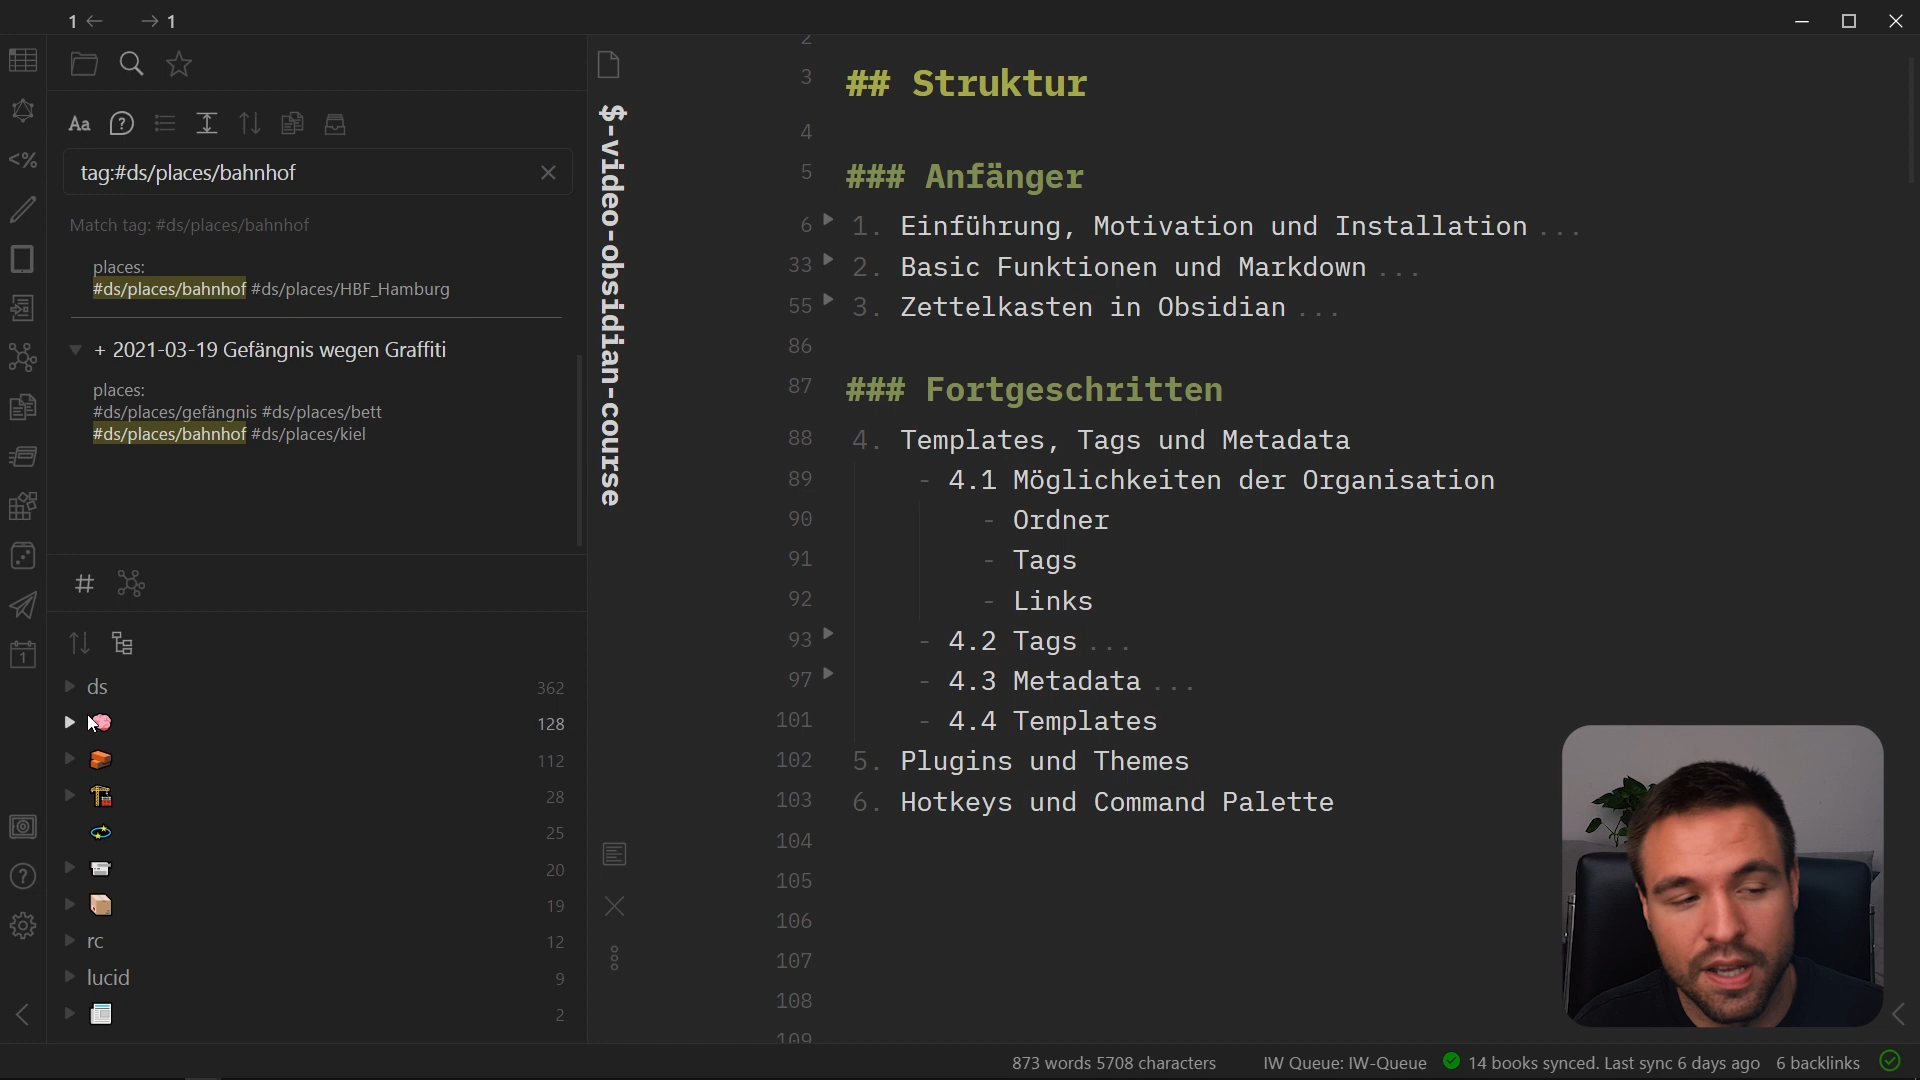 1
1
Aa
tag:#ds/places/bahnhof
Match tag: #ds/places/bahnhof
places:
#ds/places/bahnhof #ds/places/HBF_Hamburg
+ 2021-03-19 Gefängnis wegen Graffiti
places:
#ds/places/gefängnis #ds/places/bett
#ds/places/bahnhof #ds/places/kiel
#
ds 362
128
112
28
25
20
19
rc 12
lucid 9
2
<%
1
$-video-obsidian-course
2
3 ## Struktur
4
5 ### Anfänger
6 1. Einführung, Motivation und Installation ...
33 2. Basic Funktionen und Markdown ...
55 3. Zettelkasten in Obsidian ...
86
87 ### Fortgeschritten
88 4. Templates, Tags und Metadata
89 - 4.1 Möglichkeiten der Organisation
90 - Ordner
91 - Tags
92 - Links
93 - 4.2 Tags ...
97 - 4.3 Metadata ...
101 - 4.4 Templates
102 5. Plugins und Themes
103 6. Hotkeys und Command Palette
104
105
106
107
108
109
873 words 5708 characters IW Queue: IW-Queue 14 books synced. Last sync 6 days ago 6 backlinks